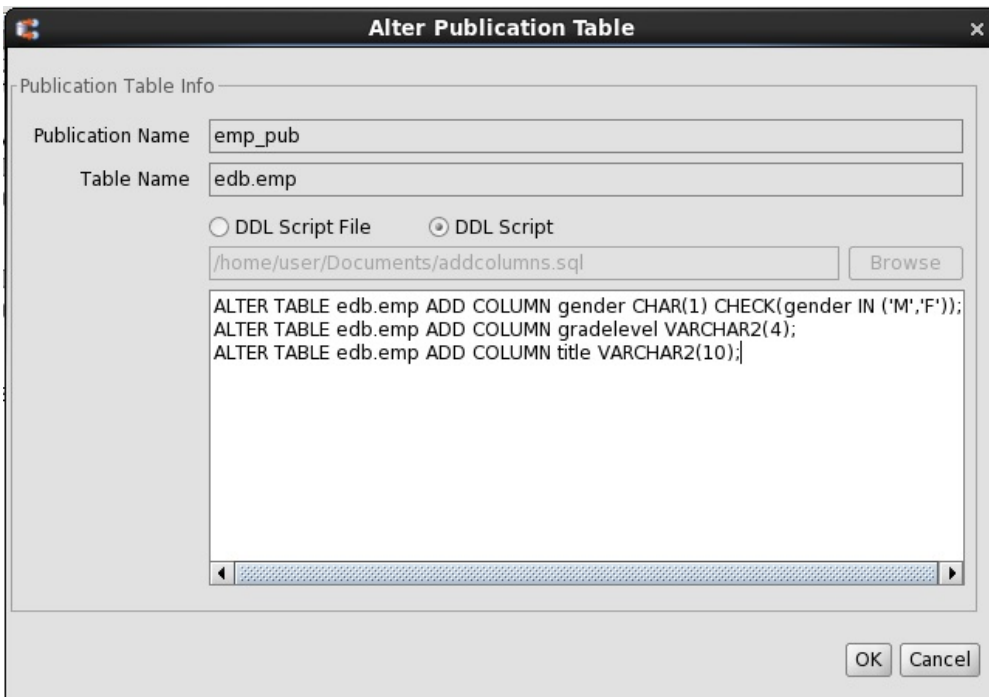 Alter Publication Table
Publication Table Info
Publication Name emp_pub
Table Name edb.emp
DDL Script File DDL Script
/home/user/Documents/addcolumns.sql Browse
ALTER TABLE edb.emp ADD COLUMN gender CHAR(1) CHECK(gender IN ('M','F'));
ALTER TABLE edb.emp ADD COLUMN gradelevel VARCHAR2(4);
ALTER TABLE edb.emp ADD COLUMN title VARCHAR2(10);
OK Cancel